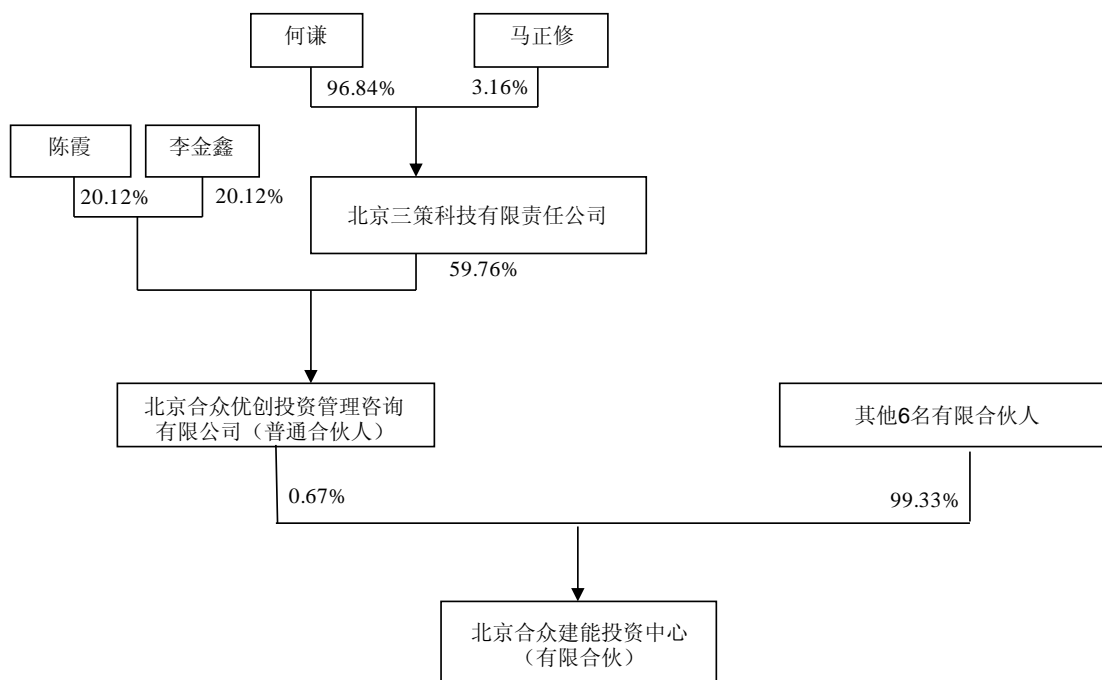 何谦
马正修
96.84%
3.16%
陈霞
李金鑫
20.12%
20.12%
北京三策科技有限责任公司
59.76%
北京合众优创投资管理咨询
有限公司（普通合伙人）
其他6名有限合伙人
0.67%
99.33%
北京合众建能投资中心
（有限合伙）